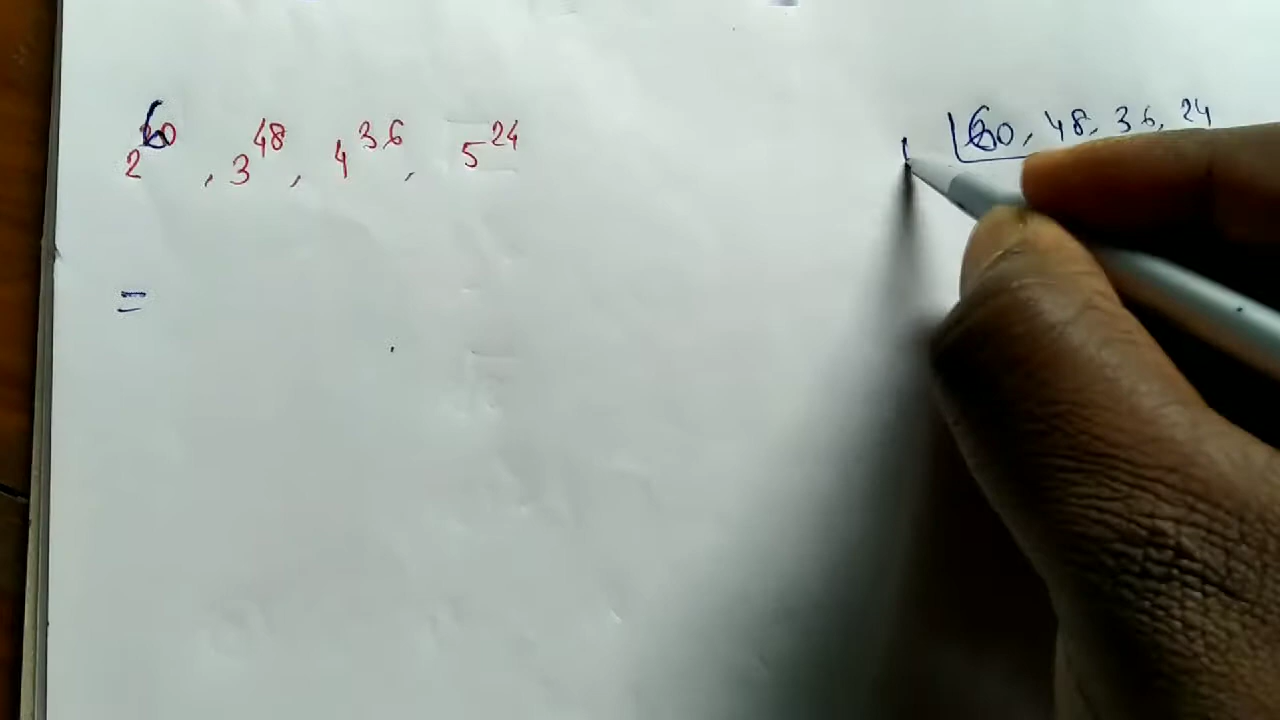 2^60 , 3^48 , 4^36 , 5^24
60, 48, 36, 24
=